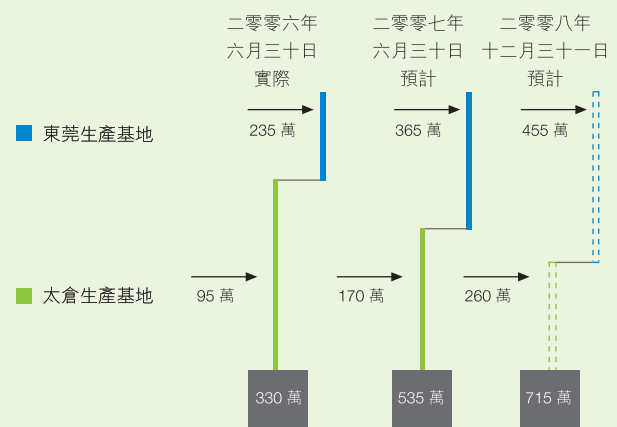 二零零六年
六月三十日
實際
二零零七年
六月三十日
預計
二零零八年
十二月三十一日
預計
東莞生產基地
235 萬
365 萬
455 萬
太倉生產基地
95 萬
170 萬
260 萬
330 萬
535 萬
715 萬